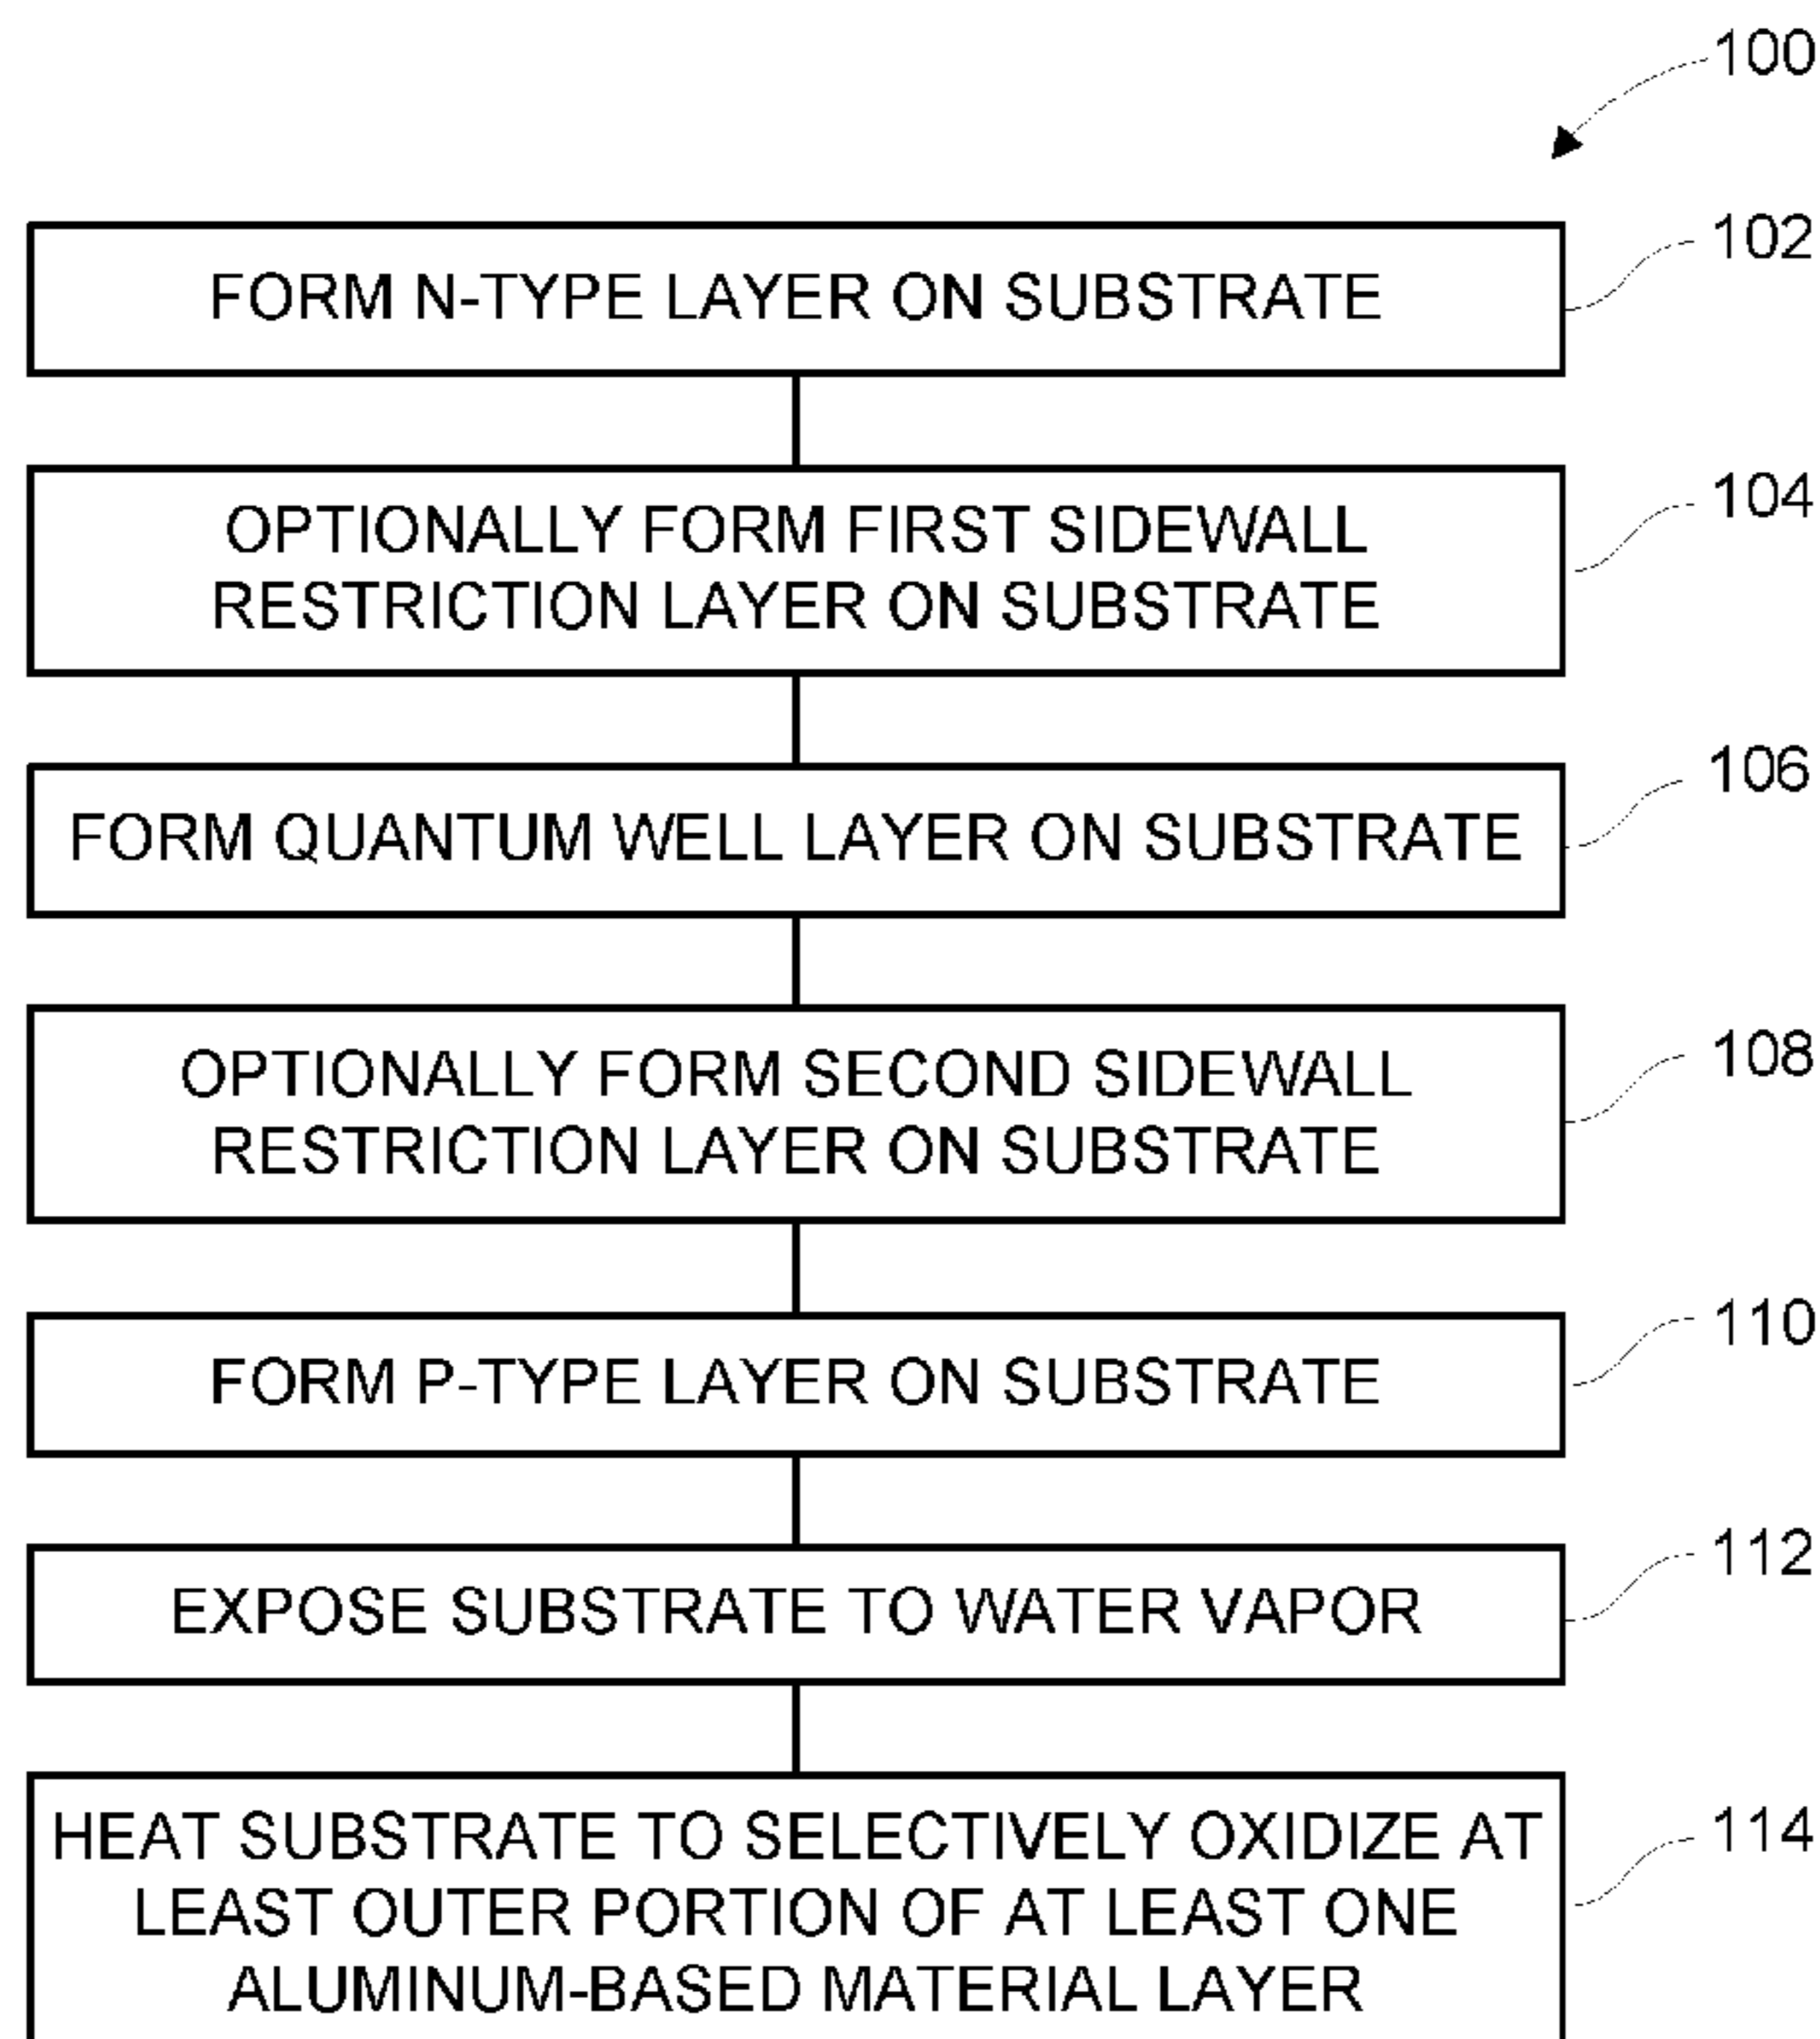 100
102
FORM N-TYPE LAYER ON SUBSTRATE
104
OPTIONALLY FORM FIRST SIDEWALL
RESTRICTION LAYER ON SUBSTRATE
106
FORM QUANTUM WELL LAYER ON SUBSTRATE
108
OPTIONALLY FORM SECOND SIDEWALL
RESTRICTION LAYER ON SUBSTRATE
110
FORM P-TYPE LAYER ON SUBSTRATE
112
EXPOSE SUBSTRATE TO WATER VAPOR
114
HEAT SUBSTRATE TO SELECTIVELY OXIDIZE AT
LEAST OUTER PORTION OF AT LEAST ONE
ALUMINUM-BASED MATERIAL LAYER